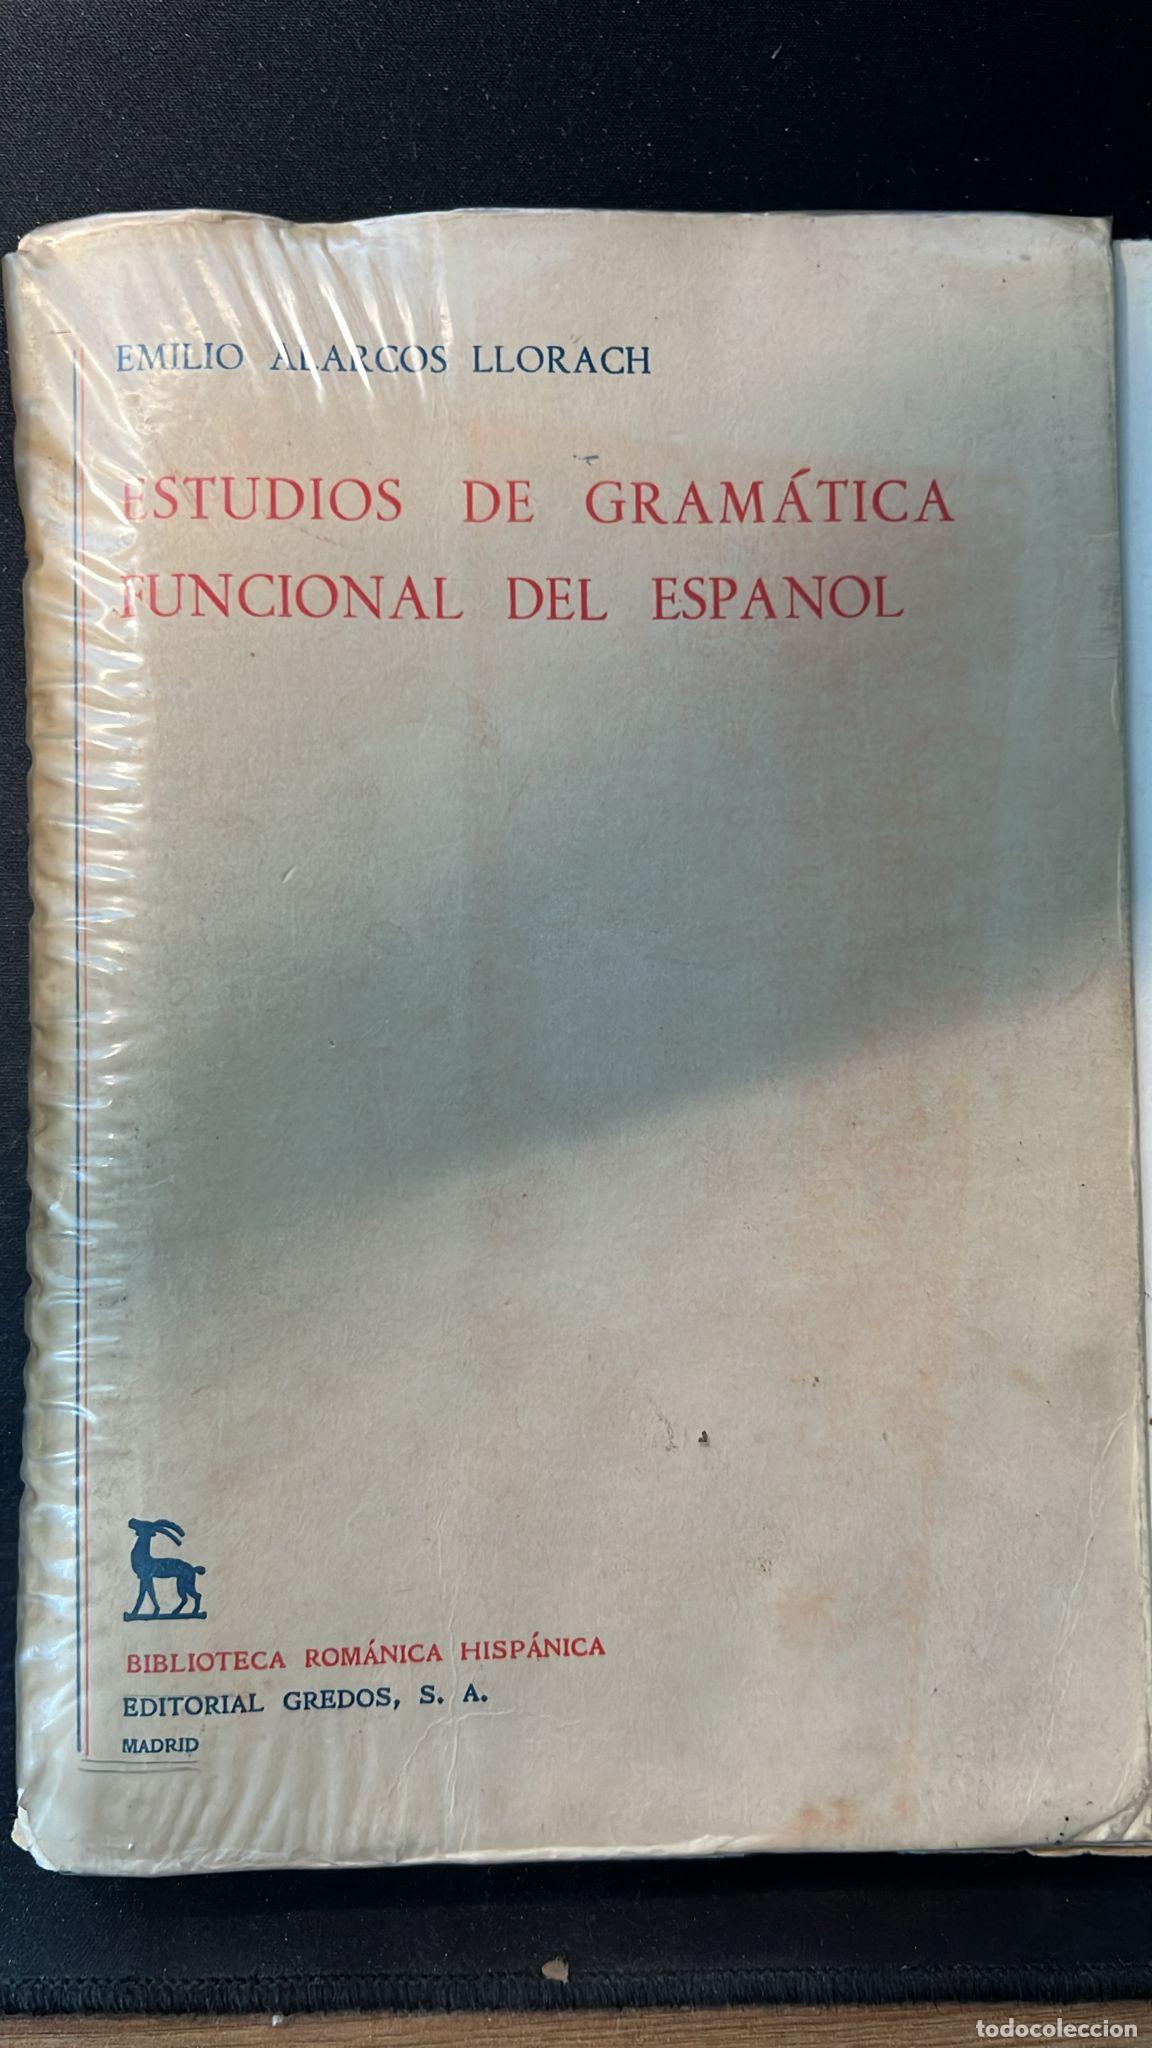 EMILIO ALARCOS LLORACH
ESTUDIOS DE GRAMÁTICA
FUNCIONAL DEL ESPANOL
BIBLIOTECA ROMÁNICA HISPÁNICA
EDITORIAL GREDOS, S. A.
MADRID
todocoleccion